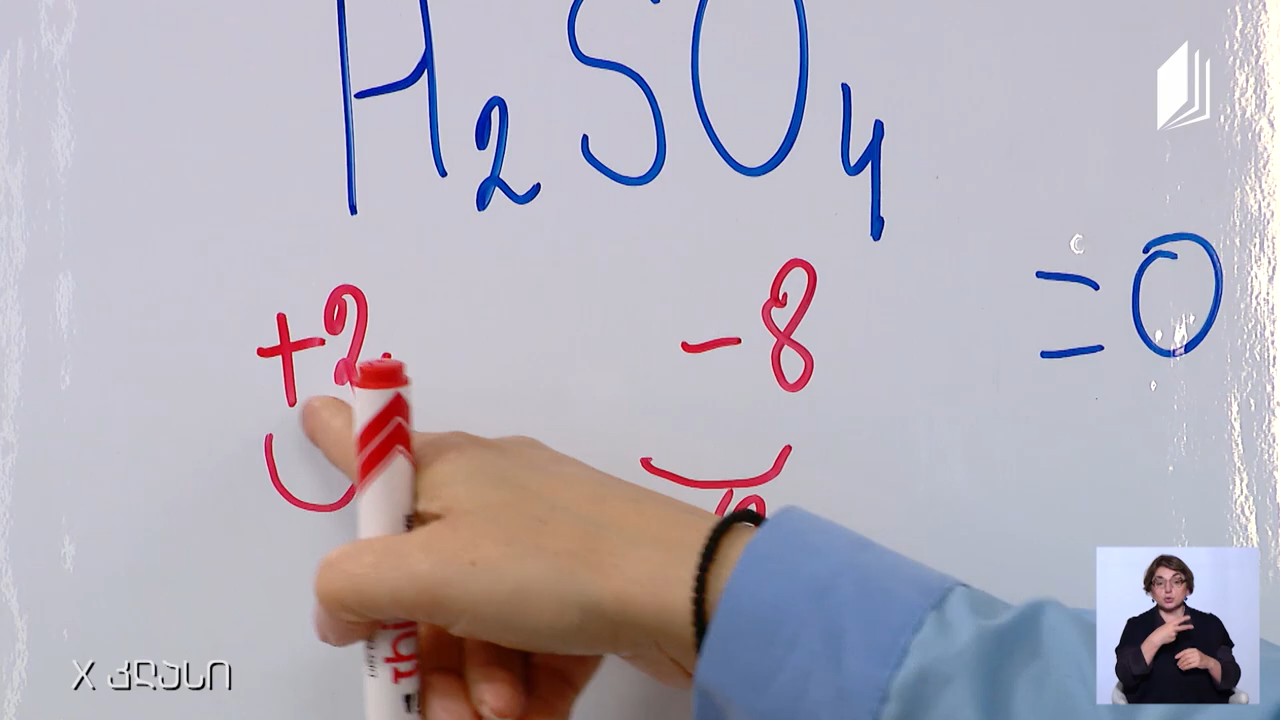 H₂SO₄
= 0
+2 - 8
X კლასი